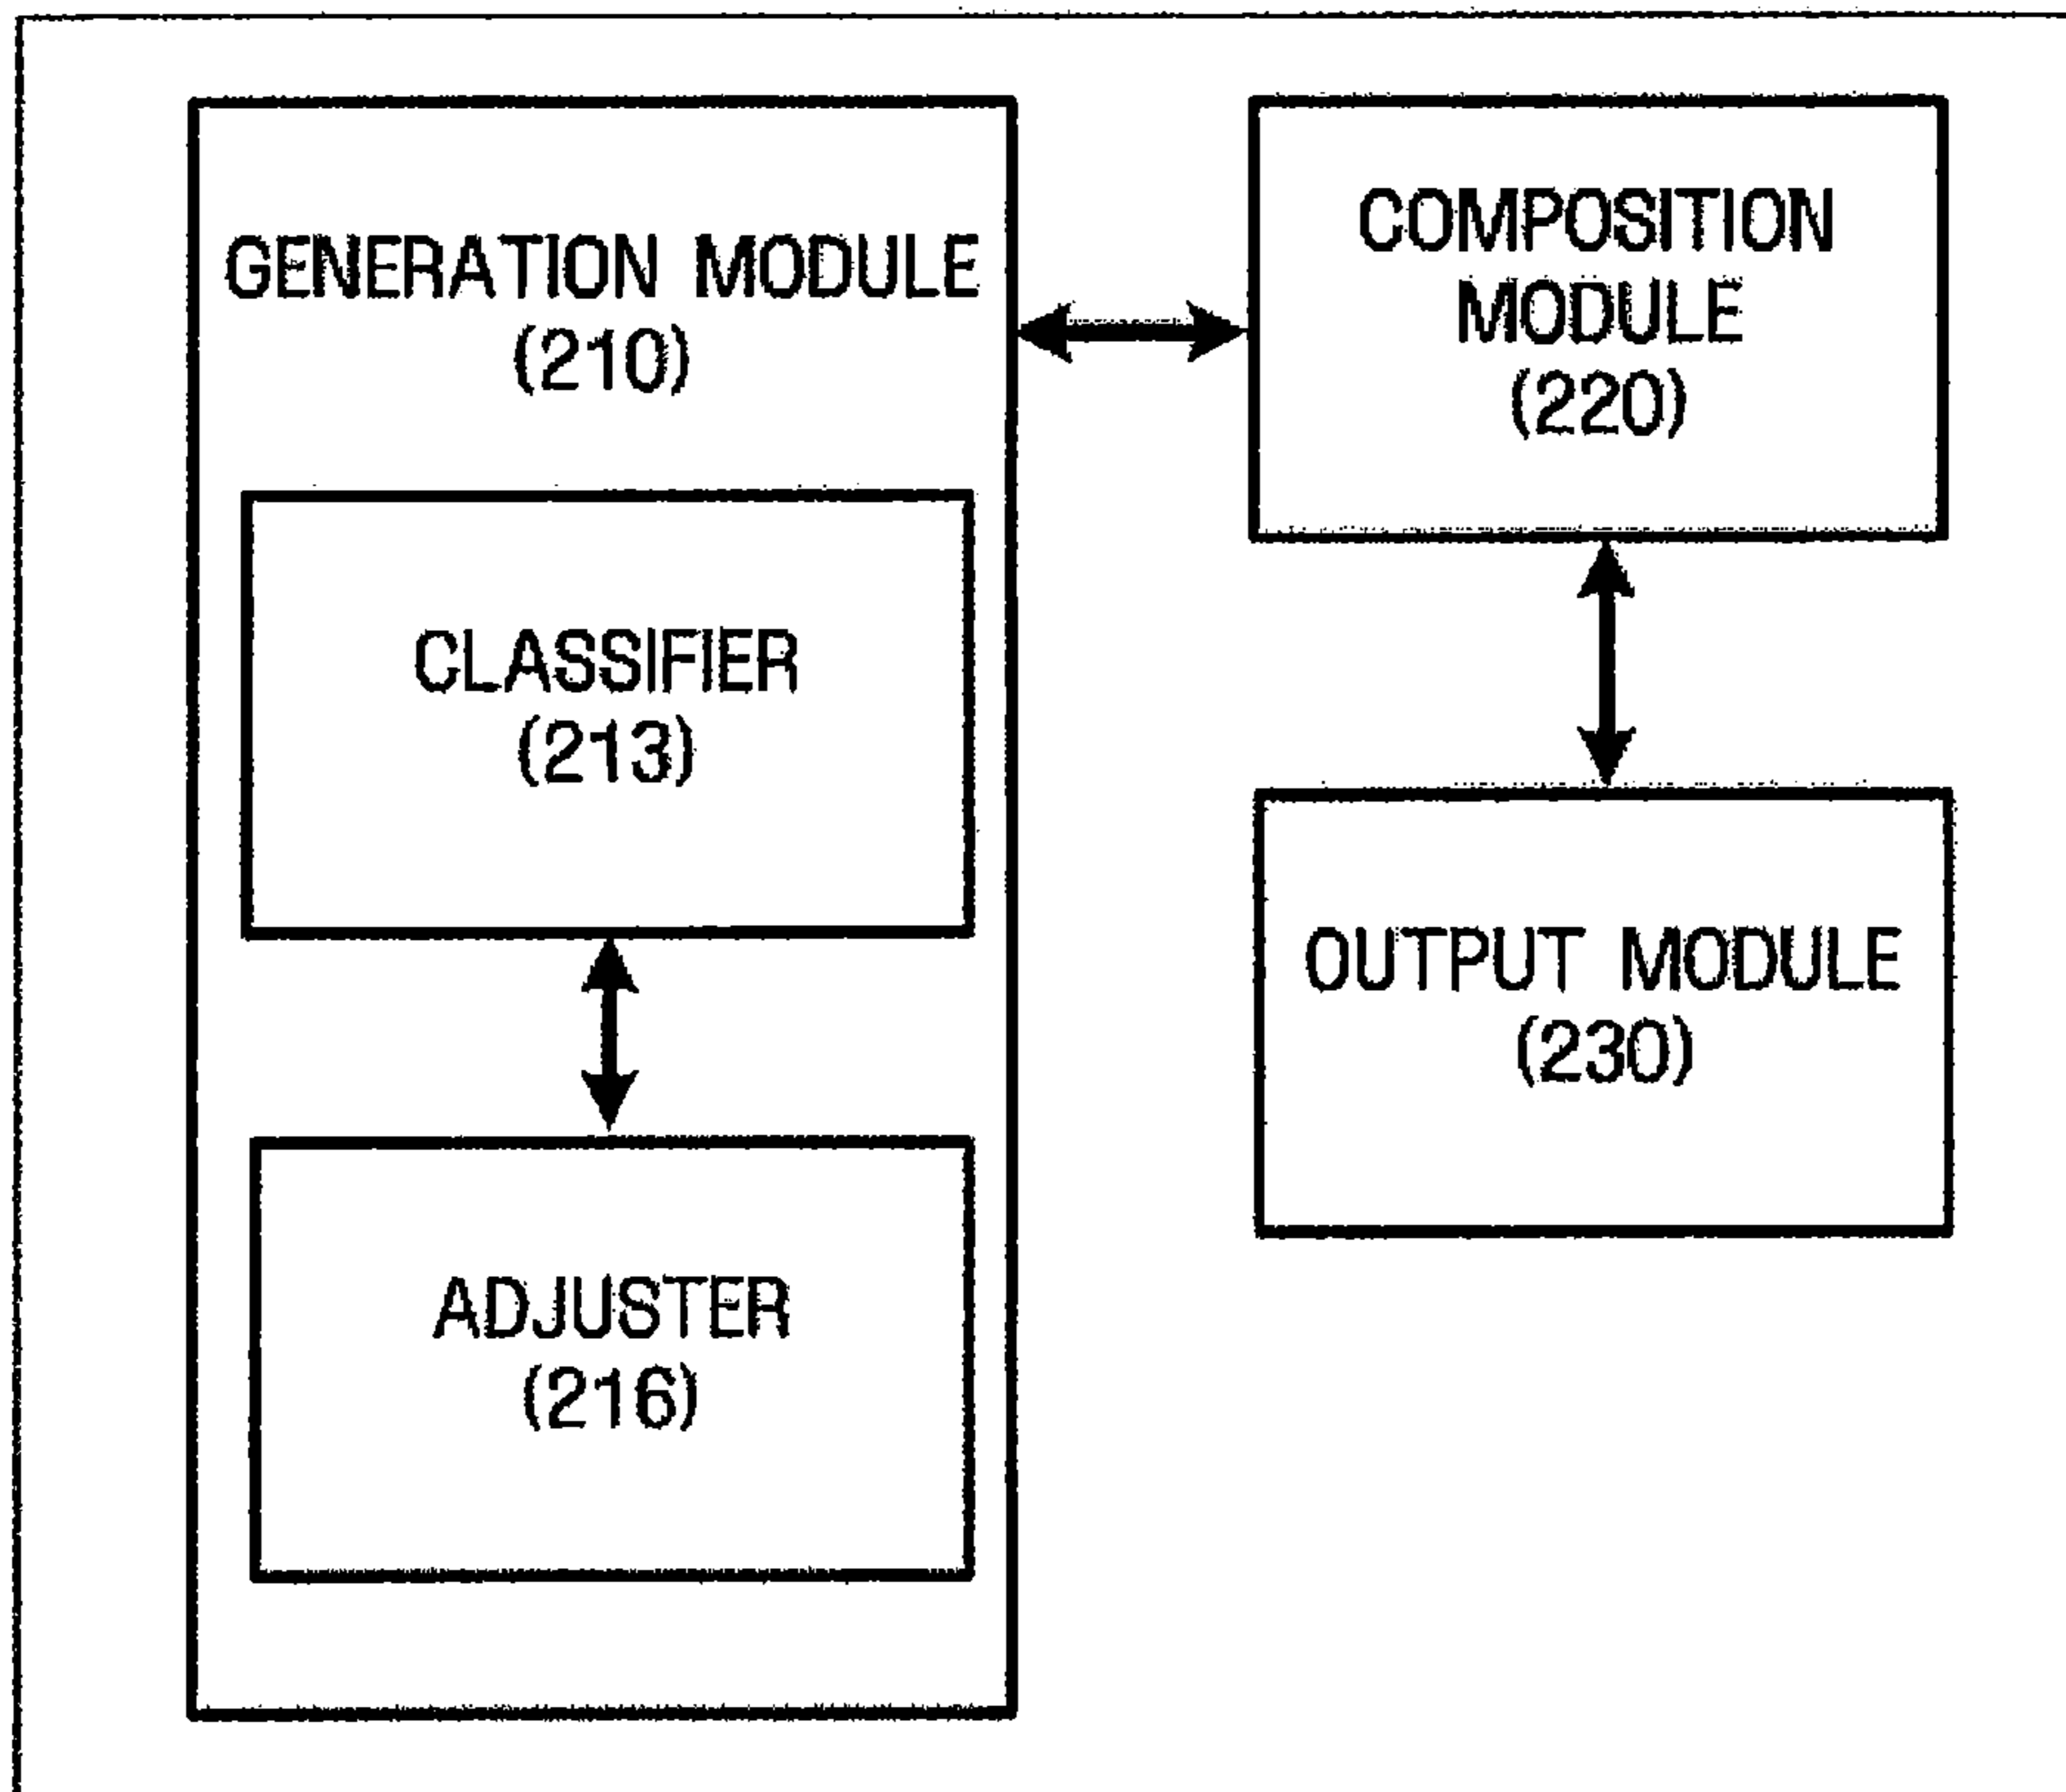 GENERATION MODULE
(210)
CLASSIFIER
(213)
ADJUSTER
(216)
COMPOSITION
MODULE
(220)
OUTPUT MODULE
(230)